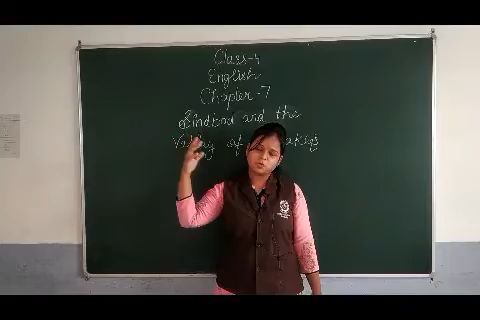 Class-4
English
Chapter-7
Sindbad and the
of